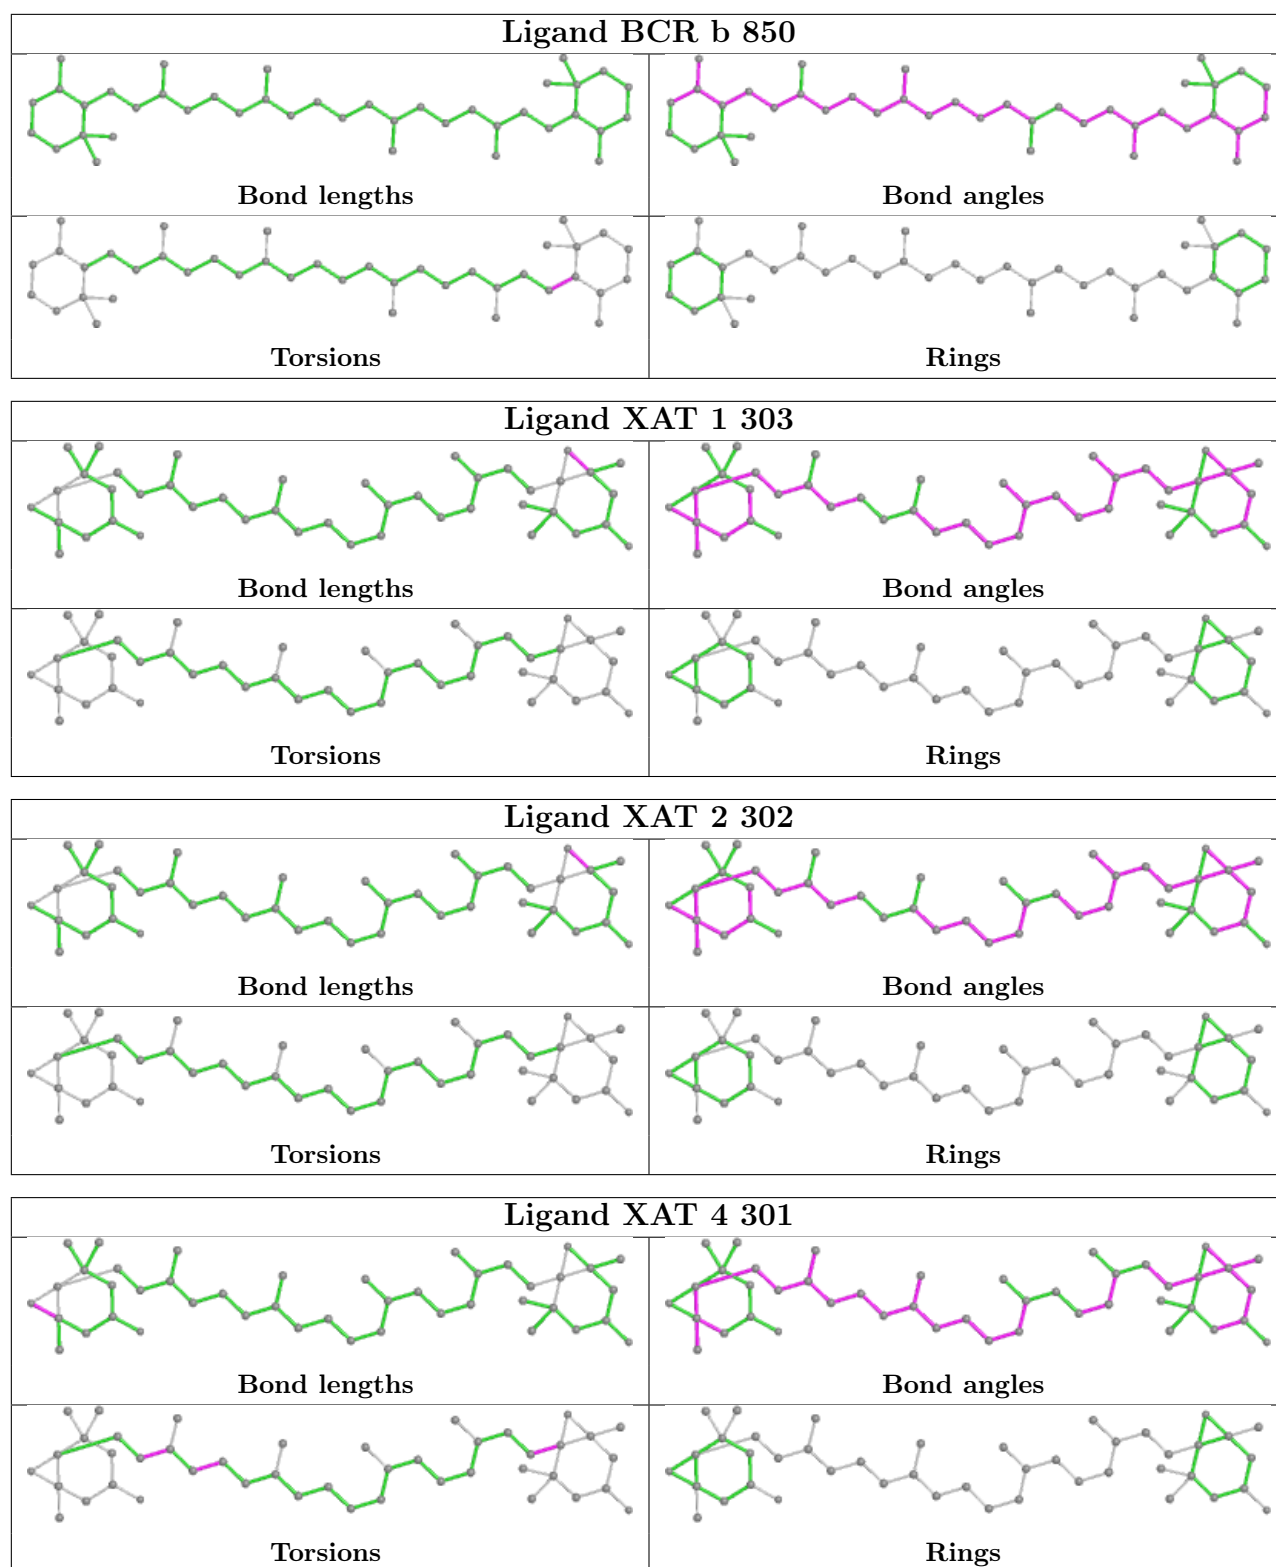 Ligand BCR b 850
Bond lengths
Bond angles
Torsions
Rings
Ligand XAT 1 303
Bond lengths
Bond angles
Torsions
Rings
Ligand XAT 2 302
Bond lengths
Bond angles
Torsions
Rings
Ligand XAT 4 301
Bond lengths
Bond angles
Torsions
Rings